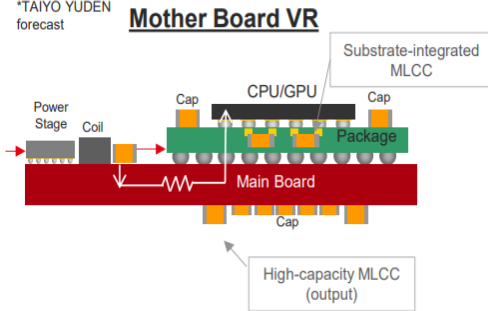 *TAIYO YUDEN
forecast
Mother Board VR
Substrate-integrated
MLCC
Power
Stage
Coil
Cap
CPU/GPU
Cap
Package
Main Board
Cap
High-capacity MLCC
(output)